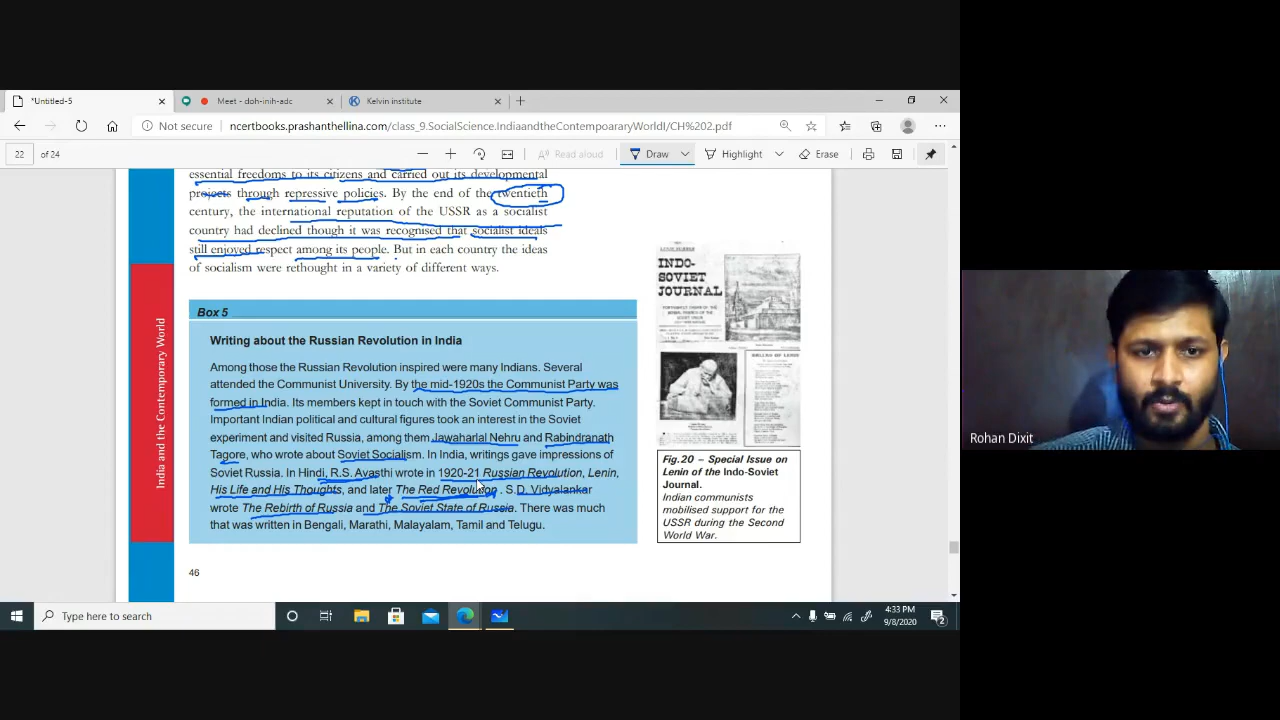 *Untitled-5
Meet - doh-inih-adc
Kelvin institute
Not secure
ncertbooks.prashanthellina.com/class_9.SocialScience.IndiaandtheContempoararyWorldI/CH%202.pdf
22 of 24
Read aloud
Draw
Highlight
Erase
essential freedoms to its citizens and carried out its developmental
projects through repressive policies. By the end of the twentieth
century, the international reputation of the USSR as a socialist
country had declined though it was recognised that socialist ideals
still enjoyed respect among its people. But in each country the ideas
of socialism were rethought in a variety of different ways.
India and the Contemporary World
Box 5
Writing about the Russian Revolution in India
Among those the Russian Revolution inspired were many Indians. Several
attended the Communist University. By the mid-1920s the Communist Party was
formed in India. Its members kept in touch with the Soviet Communist Party.
Important Indian political and cultural figures took an interest in the Soviet
experiment and visited Russia, among them Jawaharlal Nehru and Rabindranath
Tagore, who wrote about Soviet Socialism. In India, writings gave impressions of
Soviet Russia. In Hindi, R.S. Avasthi wrote in 1920-21 Russian Revolution, Lenin,
His Life and His Thoughts, and later The Red Revolution . S.D. Vidyalankar
wrote The Rebirth of Russia and The Soviet State of Russia. There was much
that was written in Bengali, Marathi, Malayalam, Tamil and Telugu.
46
INDO-
SOVIET
JOURNAL
BALLAD OF LENIN
Fig.20 – Special Issue on
Lenin of the Indo-Soviet
Journal.
Indian communists
mobilised support for the
USSR during the Second
World War.
Rohan Dixit
Type here to search
4:33 PM
9/8/2020
2